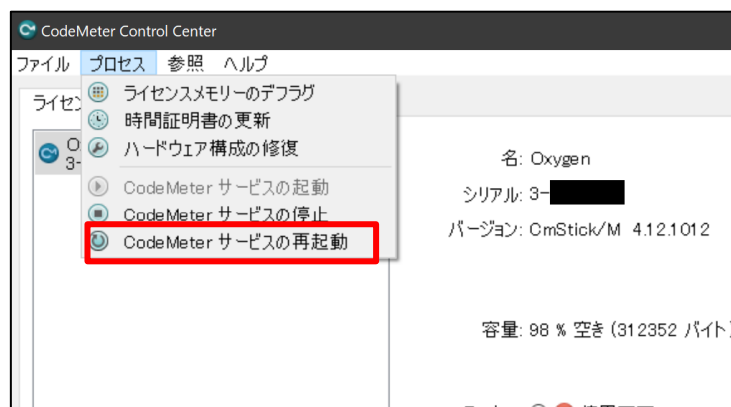 CodeMeter Control Center
ファイル プロセス 参照 ヘルプ
ライセン
ライセンスメモリーのデフラグ
時間証明書の更新
ハードウェア構成の修復
CodeMeter サービスの起動
CodeMeter サービスの停止
CodeMeter サービスの再起動
3-
名: Oxygen
シリアル: 3-
バージョン: CmStick/M 4.12.1012
容量: 98 % 空き (312352 バイト)